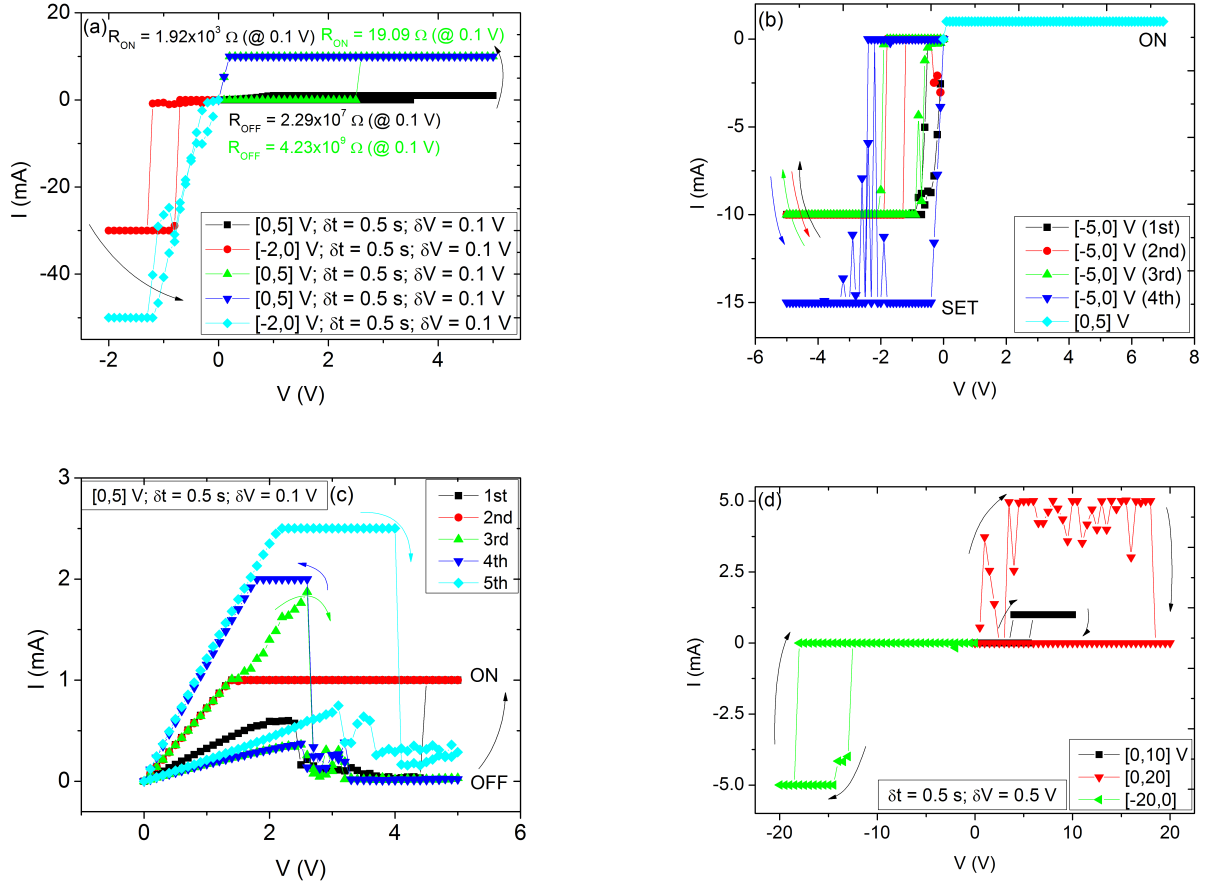 (a)
R_ON = 1.92x10³ Ω (@ 0.1 V) R_ON = 19.09 Ω (@ 0.1 V)
R_OFF = 2.29x10⁷ Ω (@ 0.1 V)
R_OFF = 4.23x10⁹ Ω (@ 0.1 V)
[0,5] V; δt = 0.5 s; δV = 0.1 V
[-2,0] V; δt = 0.5 s; δV = 0.1 V
[0,5] V; δt = 0.5 s; δV = 0.1 V
[0,5] V; δt = 0.5 s; δV = 0.1 V
[-2,0] V; δt = 0.5 s; δV = 0.1 V
20
0
-20
-40
I (mA)
-2 0 2 4
V (V)
(b)
ON
SET
[-5,0] V (1st)
[-5,0] V (2nd)
[-5,0] V (3rd)
[-5,0] V (4th)
[0,5] V
0
-5
-10
-15
I (mA)
-6 -4 -2 0 2 4 6 8
V (V)
[0,5] V; δt = 0.5 s; δV = 0.1 V (c)
1st
2nd
3rd
4th
5th
ON
OFF
3
2
1
0
I (mA)
0 2 4 6
V (V)
(d)
[0,10] V
[0,20]
[-20,0]
δt = 0.5 s; δV = 0.5 V
5.0
2.5
0.0
-2.5
-5.0
I (mA)
-20 -10 0 10 20
V (V)